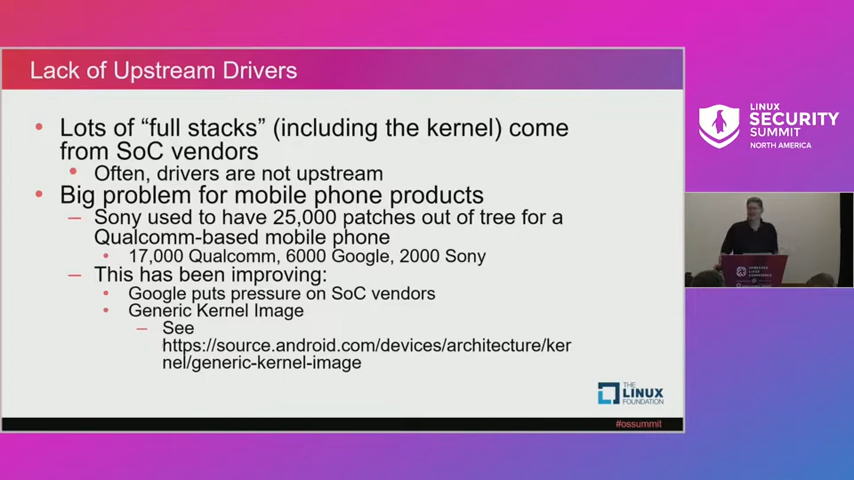 Lack of Upstream Drivers
• Lots of “full stacks” (including the kernel) come
from SoC vendors
• Often, drivers are not upstream
• Big problem for mobile phone products
– Sony used to have 25,000 patches out of tree for a
Qualcomm-based mobile phone
• 17,000 Qualcomm, 6000 Google, 2000 Sony
– This has been improving:
• Google puts pressure on SoC vendors
• Generic Kernel Image
– See
https://source.android.com/devices/architecture/ker
nel/generic-kernel-image
THE
LINUX
FOUNDATION
#ossummit
LINUX
SECURITY
SUMMIT
NORTH AMERICA